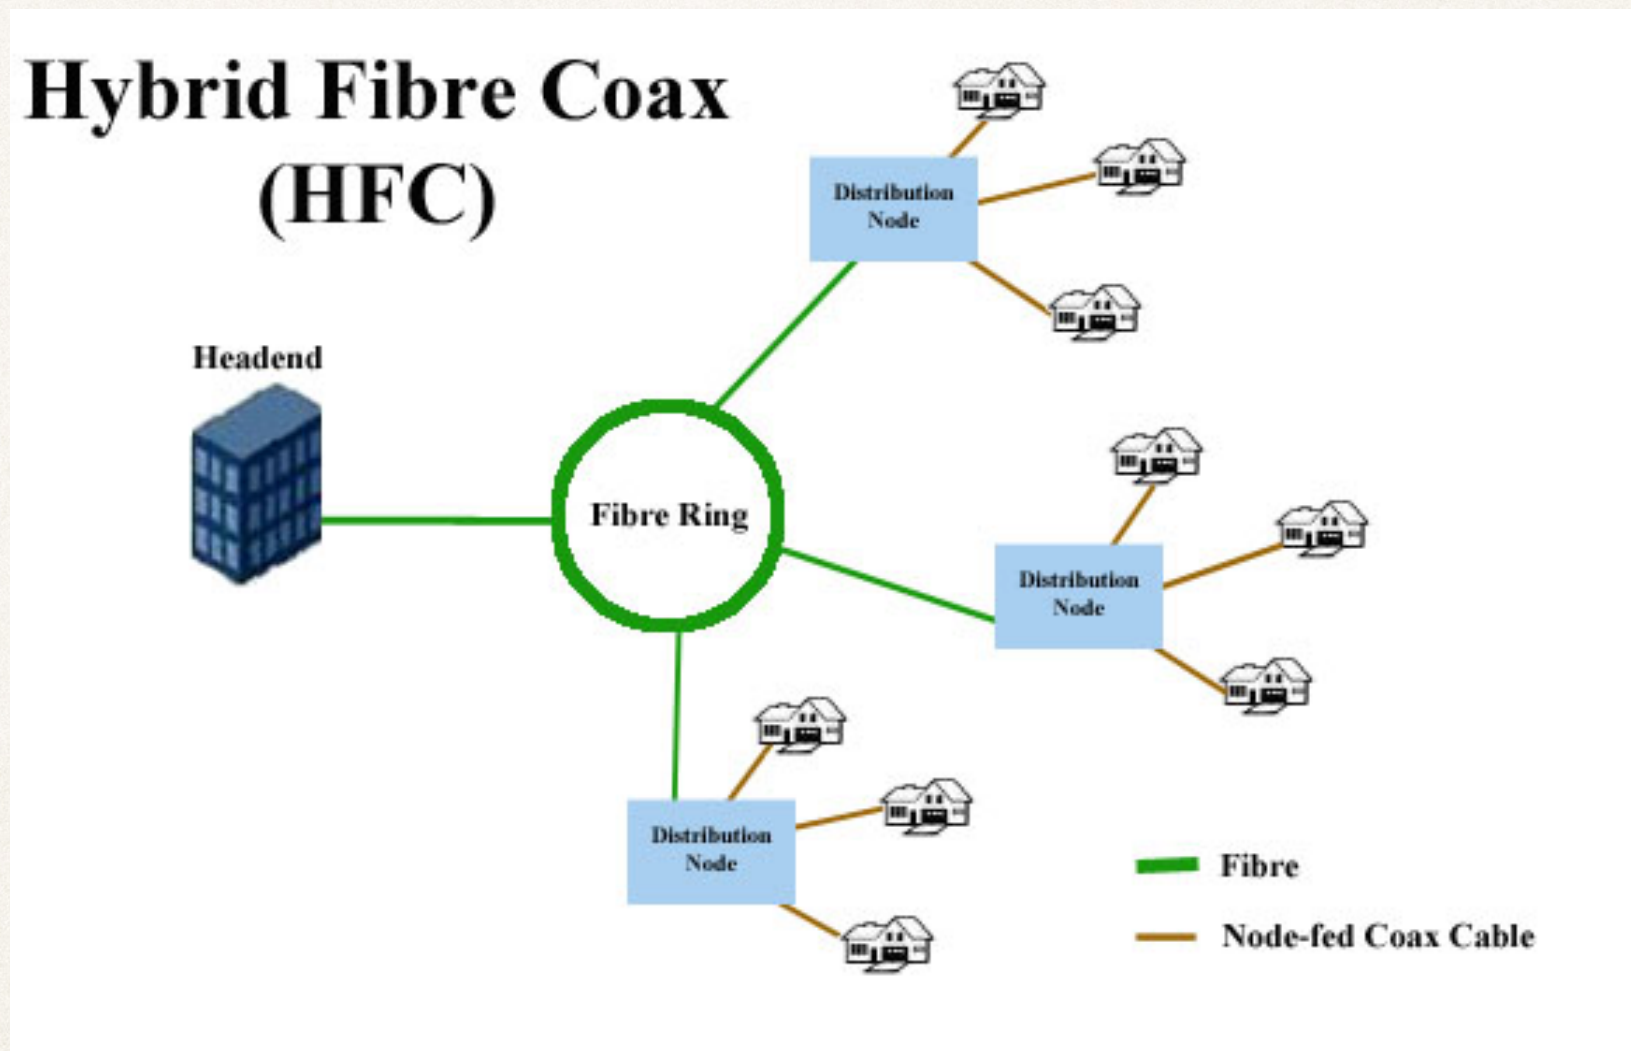 Hybrid Fibre Coax
(HFC)
Distribution
Node
Headend
Fibre Ring
Distribution
Node
Distribution
Node
Fibre
Node-fed Coax Cable